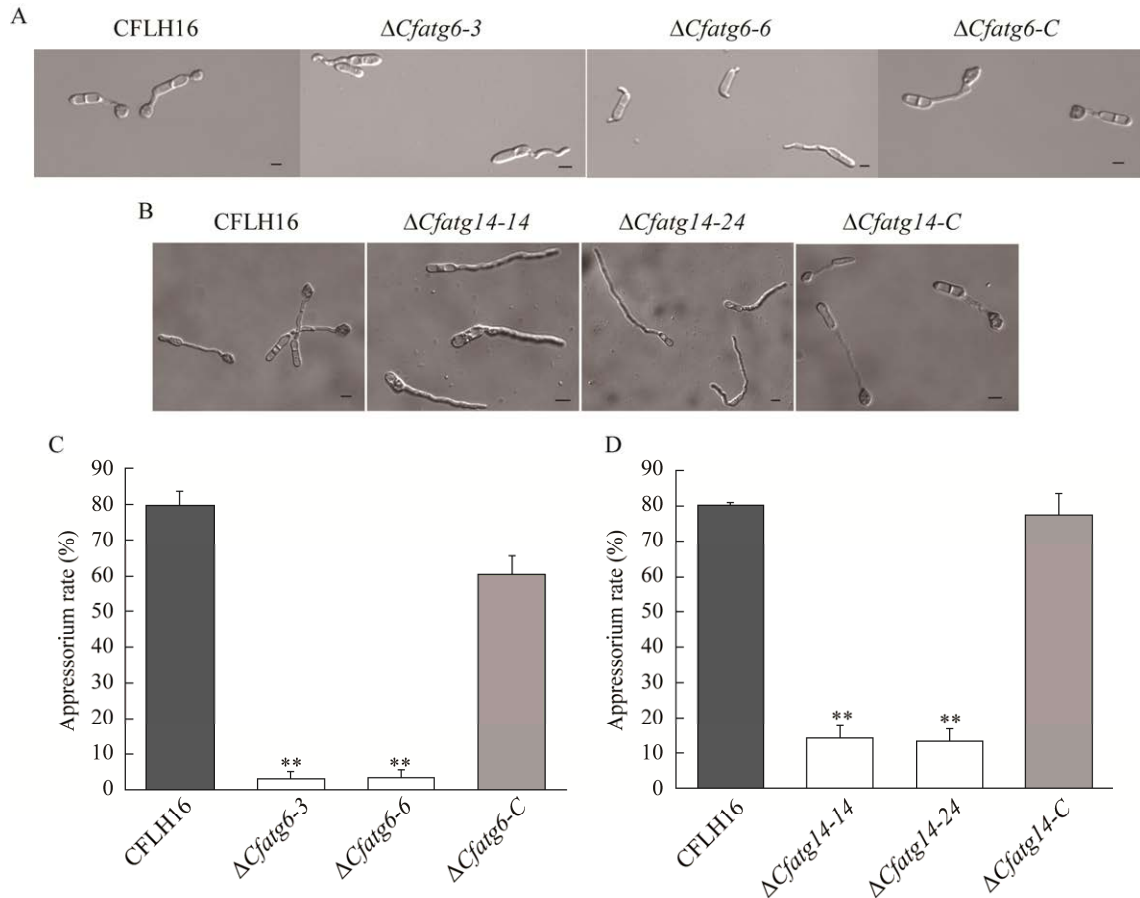 A
CFLH16 ΔCfatg6-3 ΔCfatg6-6 ΔCfatg6-C
B
CFLH16 ΔCfatg14-14 ΔCfatg14-24 ΔCfatg14-C
C
Appressorium rate (%)
90
80
70
60
50
40
30
20
10
0
** **
CFLH16 ΔCfatg6-3 ΔCfatg6-6 ΔCfatg6-C
D
Appressorium rate (%)
90
80
70
60
50
40
30
20
10
0
** **
CFLH16 ΔCfatg14-14 ΔCfatg14-24 ΔCfatg14-C